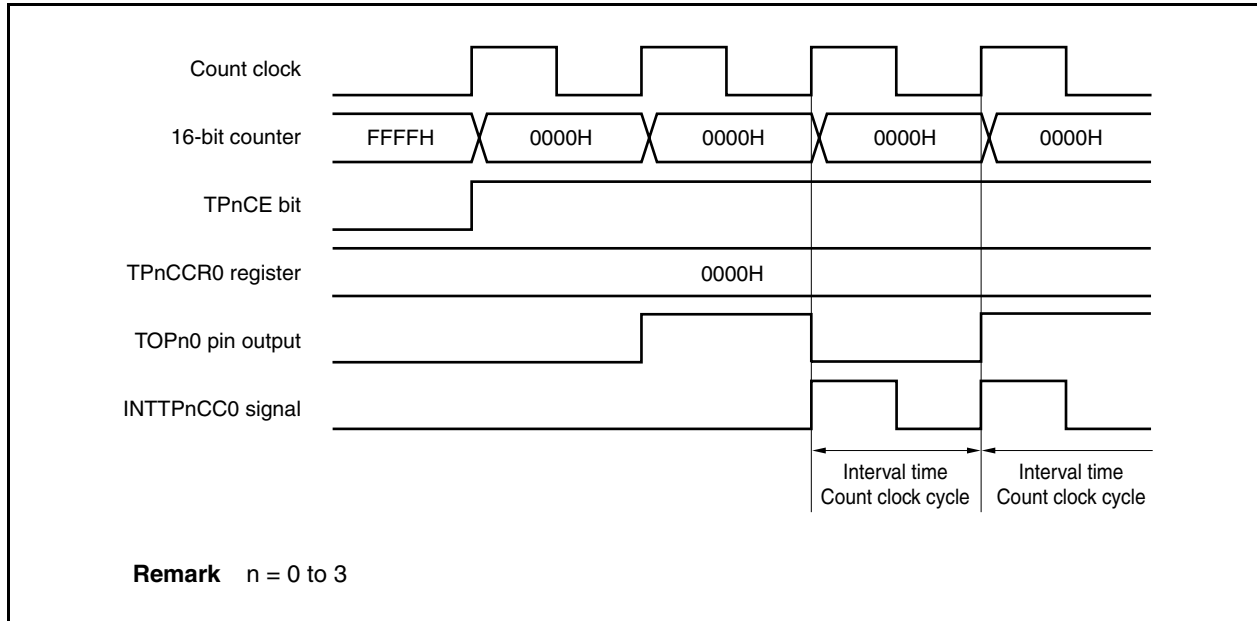 Count clock
16-bit counter FFFFH 0000H 0000H 0000H 0000H
TPnCE bit
TPnCCR0 register 0000H
TOPn0 pin output
INTTPnCC0 signal
Interval time Interval time
Count clock cycle Count clock cycle
Remark n = 0 to 3